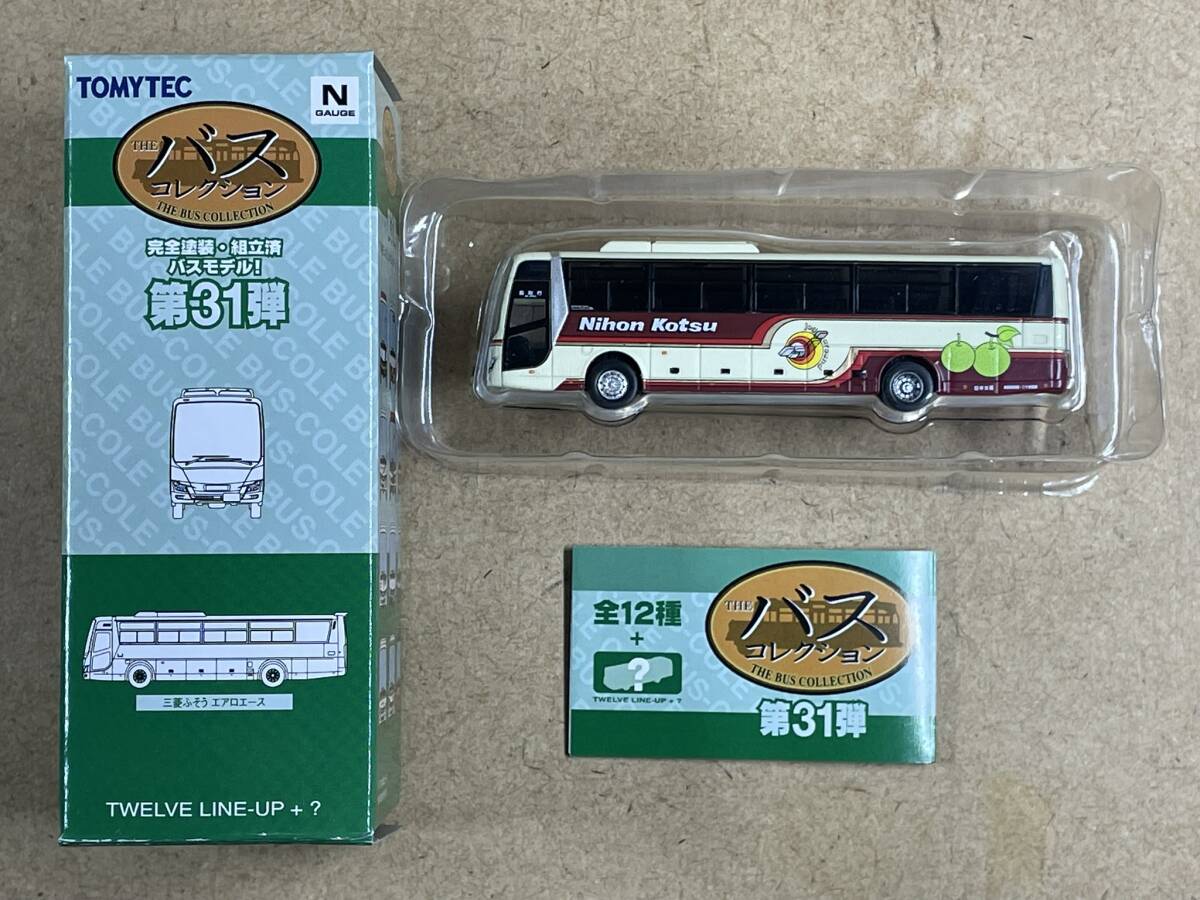 TOMYTEC
N
GAUGE
THE
バス
コレクション
THE BUS COLLECTION
完全塗装・組立済
バスモデル!
第31弾
三菱ふそう エアロエース
TWELVE LINE-UP + ?
Nihon Kotsu
全12種
+
?
TWELVE LINE-UP + ?
THE
バス
コレクション
THE BUS COLLECTION
第31弾